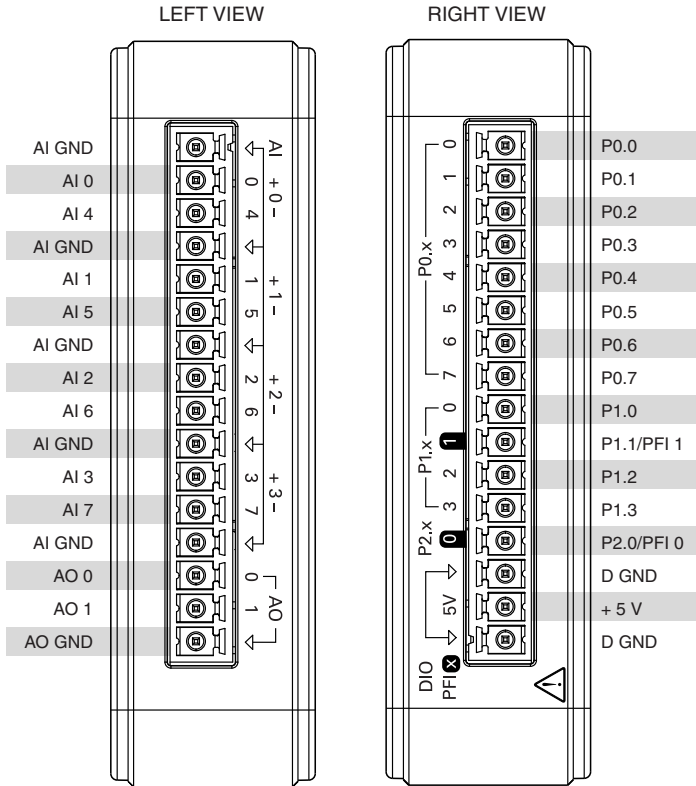 LEFT VIEW
RIGHT VIEW
AI GND
AI 0
AI 4
AI GND
AI 1
AI 5
AI GND
AI 2
AI 6
AI GND
AI 3
AI 7
AI GND
AO 0
AO 1
AO GND
AI
0
4
1
5
2
6
3
7
0
1
+ 0 -
+ 1 -
+ 2 -
+ 3 -
AO
P0.x
0
1
2
3
4
5
6
7
P1.x
0
1
2
3
P2.x
0
5V
DIO
PFI X
P0.0
P0.1
P0.2
P0.3
P0.4
P0.5
P0.6
P0.7
P1.0
P1.1/PFI 1
P1.2
P1.3
P2.0/PFI 0
D GND
+ 5 V
D GND